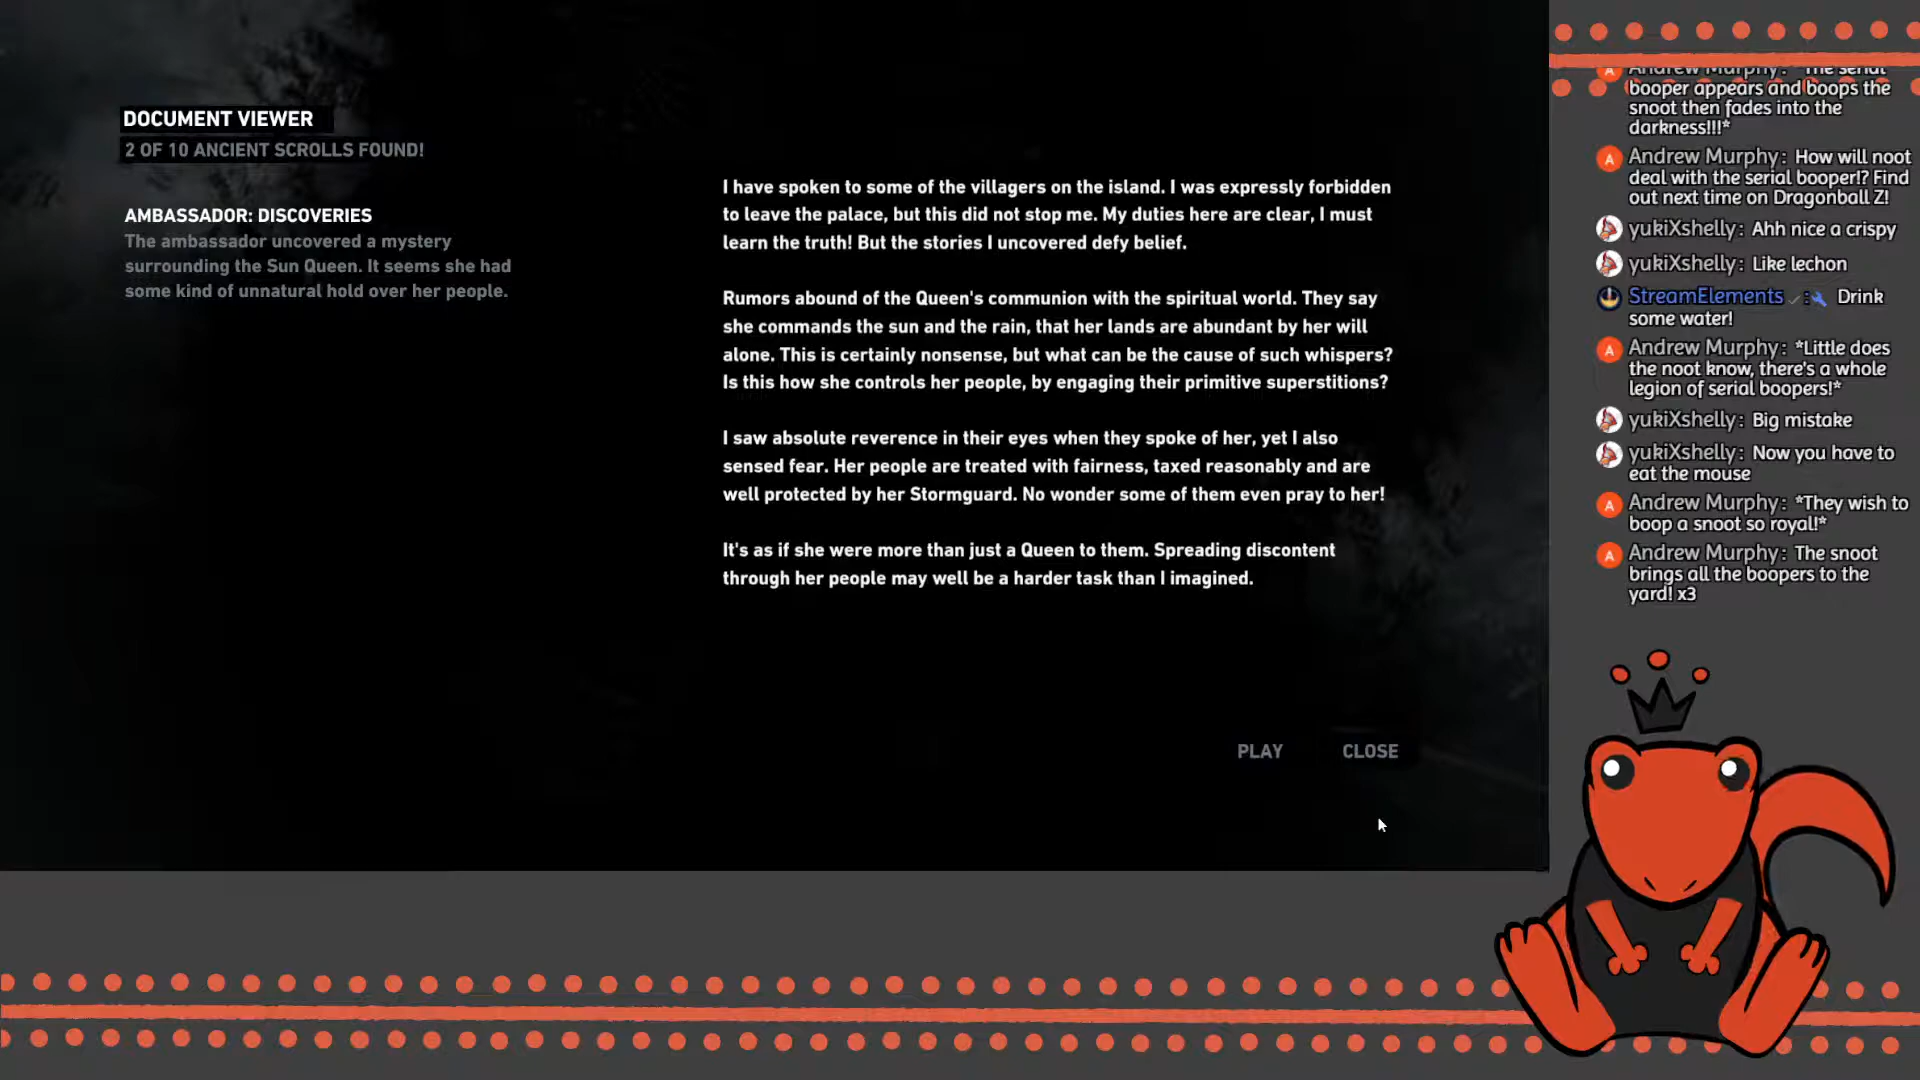 DOCUMENT VIEWER
2 OF 10 ANCIENT SCROLLS FOUND!
AMBASSADOR: DISCOVERIES
The ambassador uncovered a mystery
surrounding the Sun Queen. It seems she had
some kind of unnatural hold over her people.
I have spoken to some of the villagers on the island. I was expressly forbidden
to leave the palace, but this did not stop me. My duties here are clear, I must
learn the truth! But the stories I uncovered defy belief.
Rumors abound of the Queen's communion with the spiritual world. They say
she commands the sun and the rain, that her lands are abundant by her will
alone. This is certainly nonsense, but what can be the cause of such whispers?
Is this how she controls her people, by engaging their primitive superstitions?
I saw absolute reverence in their eyes when they spoke of her, yet I also
sensed fear. Her people are treated with fairness, taxed reasonably and are
well protected by her Stormguard. No wonder some of them even pray to her!
It's as if she were more than just a Queen to them. Spreading discontent
through her people may well be a harder task than I imagined.
PLAY
CLOSE
A Andrew Murphy: *The serial
booper appears and boops the
snoot then fades into the
darkness!!!*
A Andrew Murphy: How will noot
deal with the serial booper!? Find
out next time on Dragonball Z!
yukiXshelly: Ahh nice a crispy
yukiXshelly: Like lechon
StreamElements Drink
some water!
A Andrew Murphy: *Little does
the noot know, there's a whole
legion of serial boopers!*
yukiXshelly: Big mistake
yukiXshelly: Now you have to
eat the mouse
A Andrew Murphy: *They wish to
boop a snoot so royal!*
A Andrew Murphy: The snoot
brings all the boopers to the
yard! x3